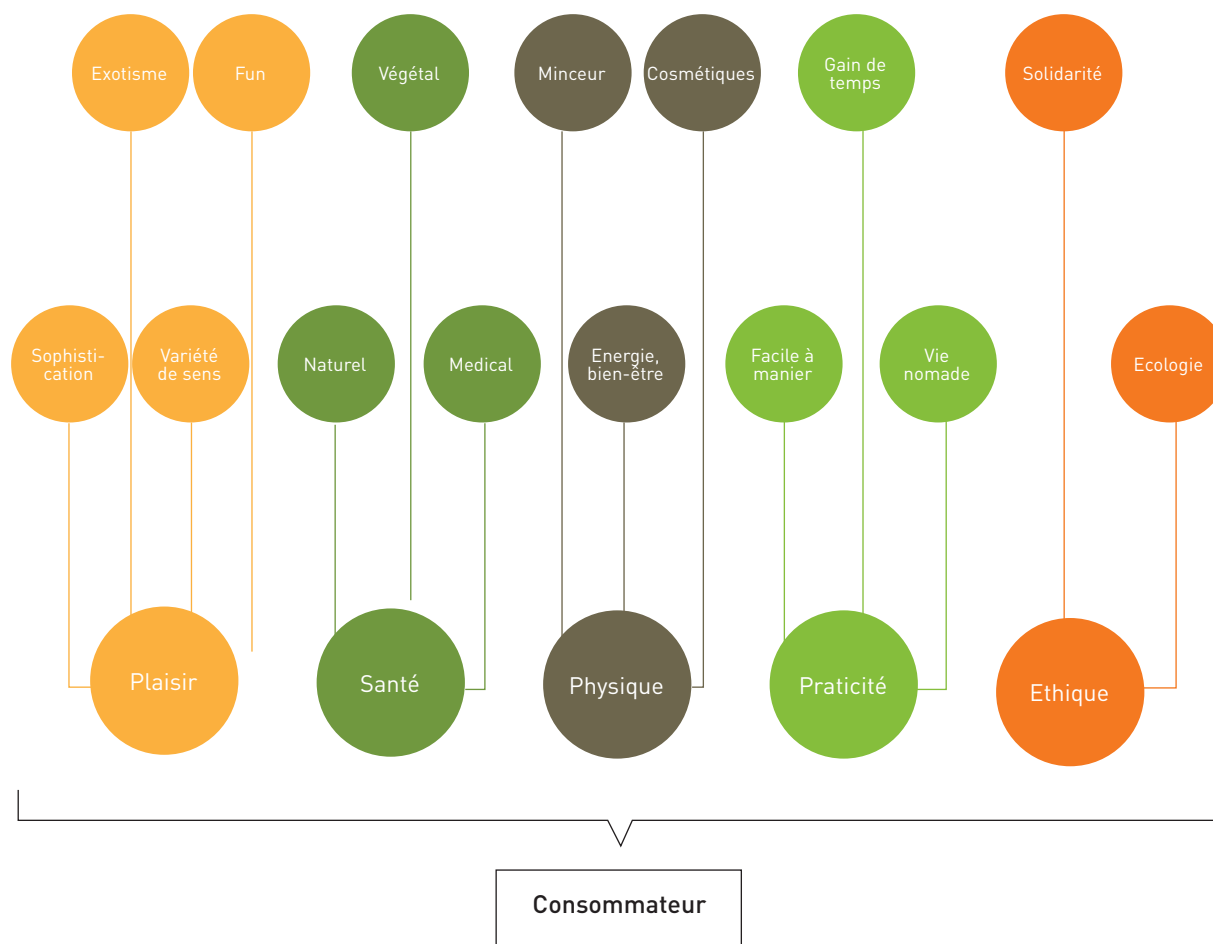 Exotisme
Fun
Végétal
Minceur
Cosmétiques
Gain de
temps
Solidarité
Sophisti-
cation
Variété
de sens
Naturel
Medical
Energie,
bien-être
Facile à
manier
Vie
nomade
Ecologie
Plaisir
Santé
Physique
Praticité
Ethique
Consommateur